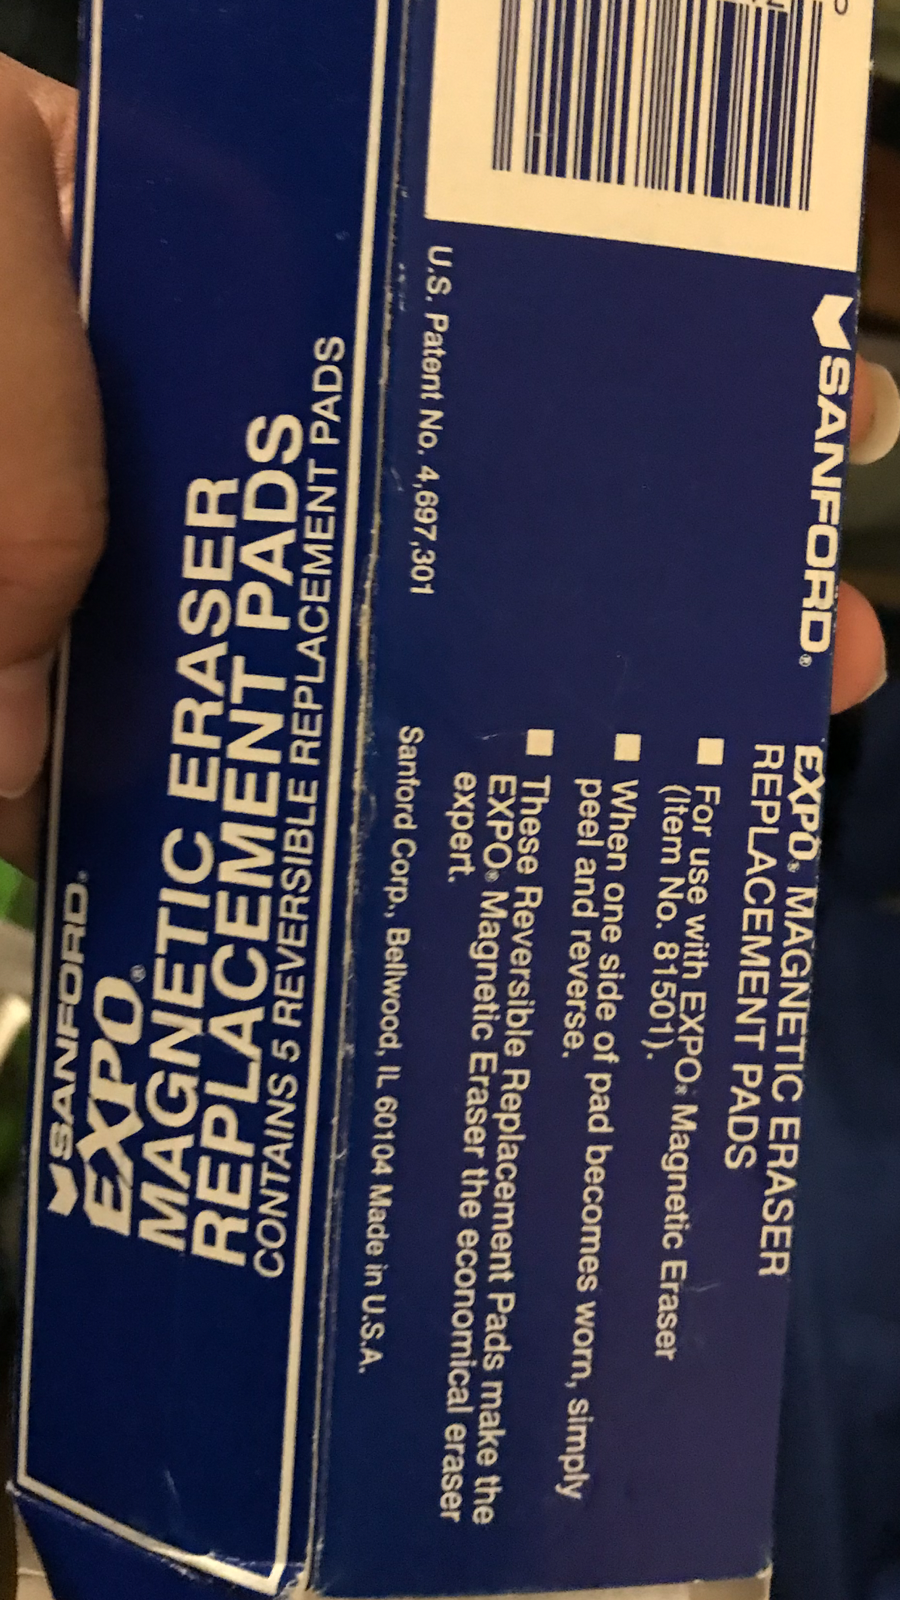 SANFORD®
EXPO®
MAGNETIC ERASER
REPLACEMENT PADS
CONTAINS 5 REVERSIBLE REPLACEMENT PADS
SANFORD®
EXPO® MAGNETIC ERASER
REPLACEMENT PADS
■ For use with EXPO® Magnetic Eraser
(Item No. 81501).
■ When one side of pad becomes worn, simply
peel and reverse.
■ These Reversible Replacement Pads make the
EXPO® Magnetic Eraser the economical eraser
expert.
U.S. Patent No. 4,697,301
Sanford Corp., Bellwood, IL 60104 Made in U.S.A.